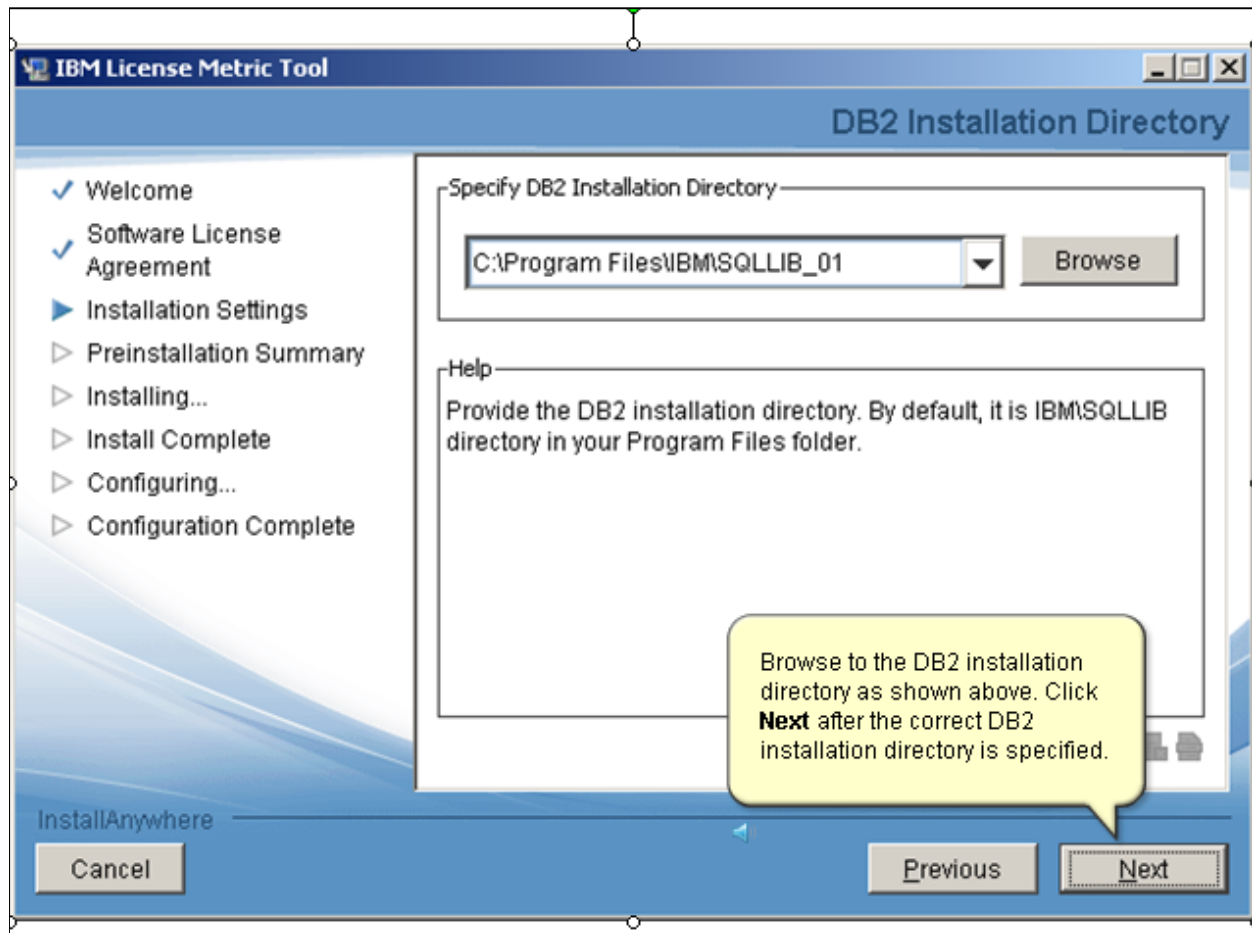 IBM License Metric Tool
DB2 Installation Directory
Welcome
Software License
Agreement
Installation Settings
Preinstallation Summary
Installing...
Install Complete
Configuring...
Configuration Complete
Specify DB2 Installation Directory
C:\Program Files\IBM\SQLLIB_01
Browse
Help
Provide the DB2 installation directory. By default, it is IBM\SQLLIB
directory in your Program Files folder.
Browse to the DB2 installation
directory as shown above. Click
Next after the correct DB2
installation directory is specified.
InstallAnywhere
Cancel
Previous
Next